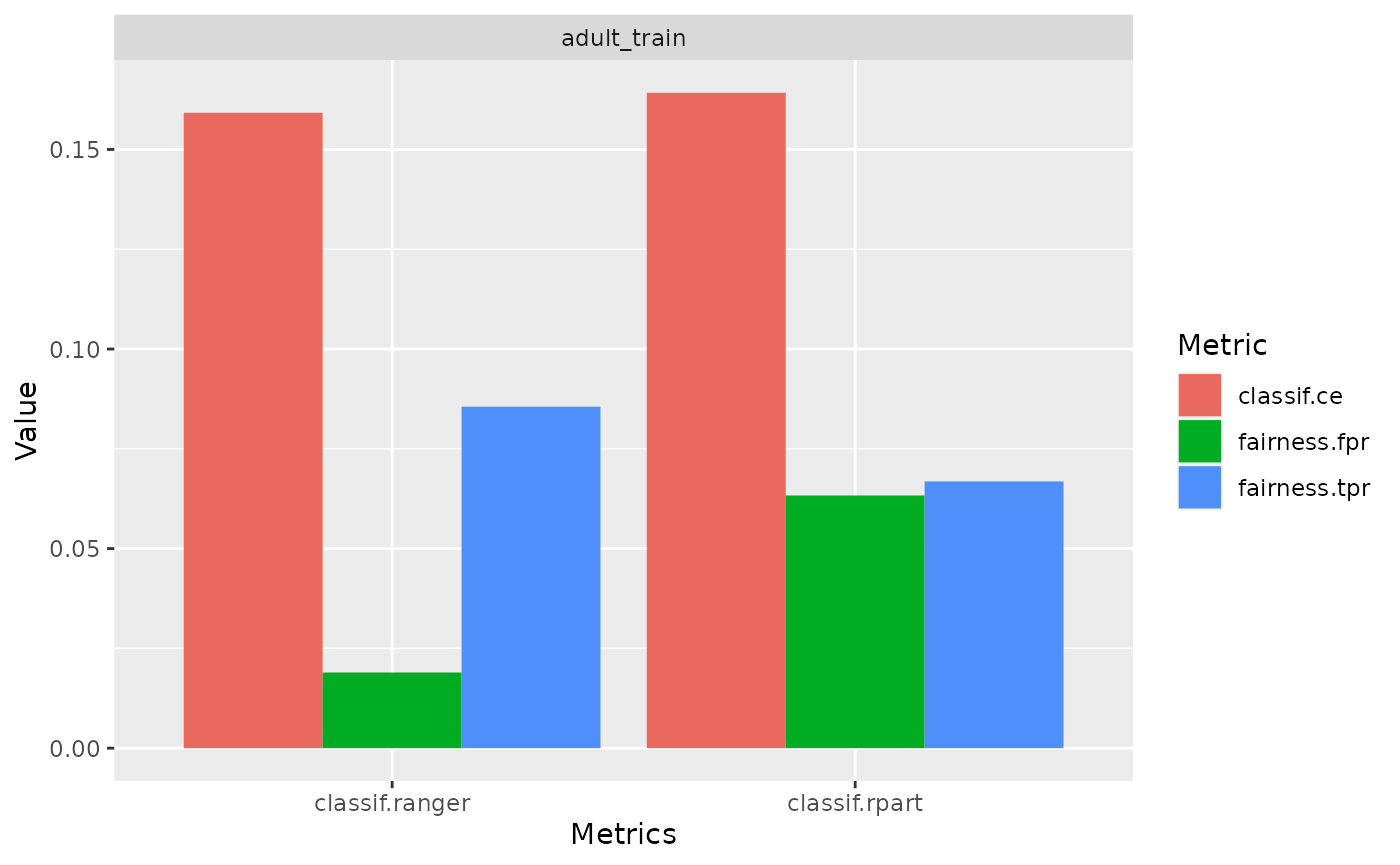 adult_train
0.15
0.10
0.05
0.00
Value
classif.ranger
classif.rpart
Metrics
Metric
classif.ce
fairness.fpr
fairness.tpr